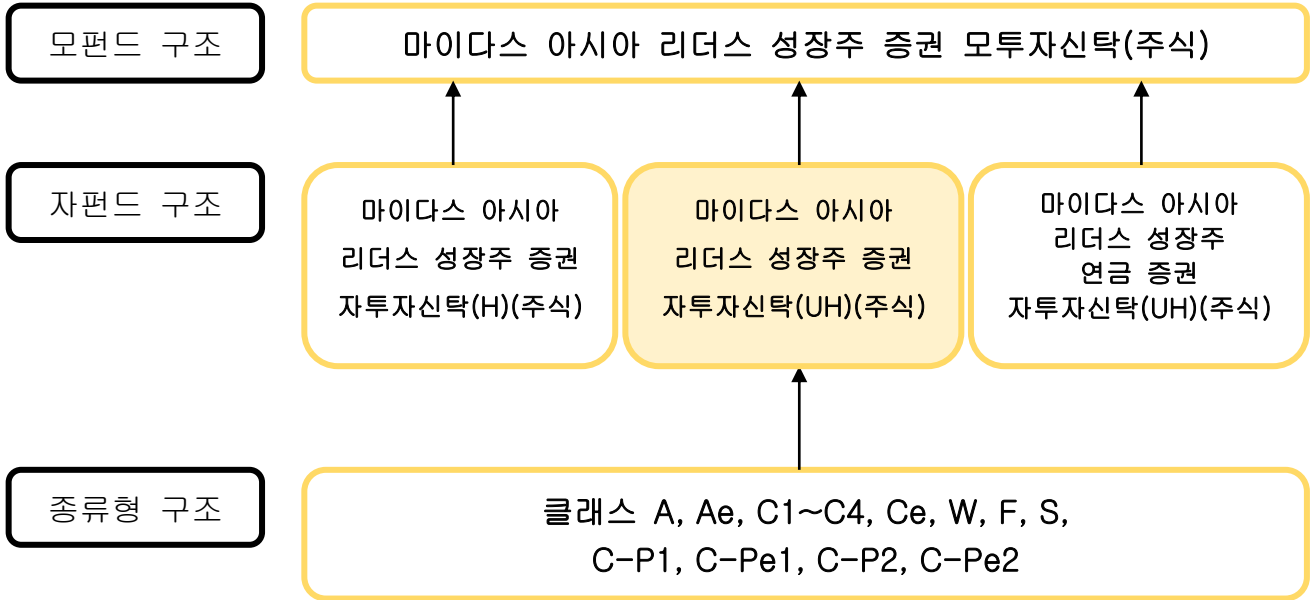 모펀드 구조
마이다스 아시아 리더스 성장주 증권 모투자신탁(주식)
자펀드 구조
마이다스 아시아
리더스 성장주 증권
자투자신탁(H)(주식)
마이다스 아시아
리더스 성장주 증권
자투자신탁(UH)(주식)
마이다스 아시아
리더스 성장주
연금 증권
자투자신탁(UH)(주식)
종류형 구조
클래스 A, Ae, C1~C4, Ce, W, F, S,
C-P1, C-Pe1, C-P2, C-Pe2